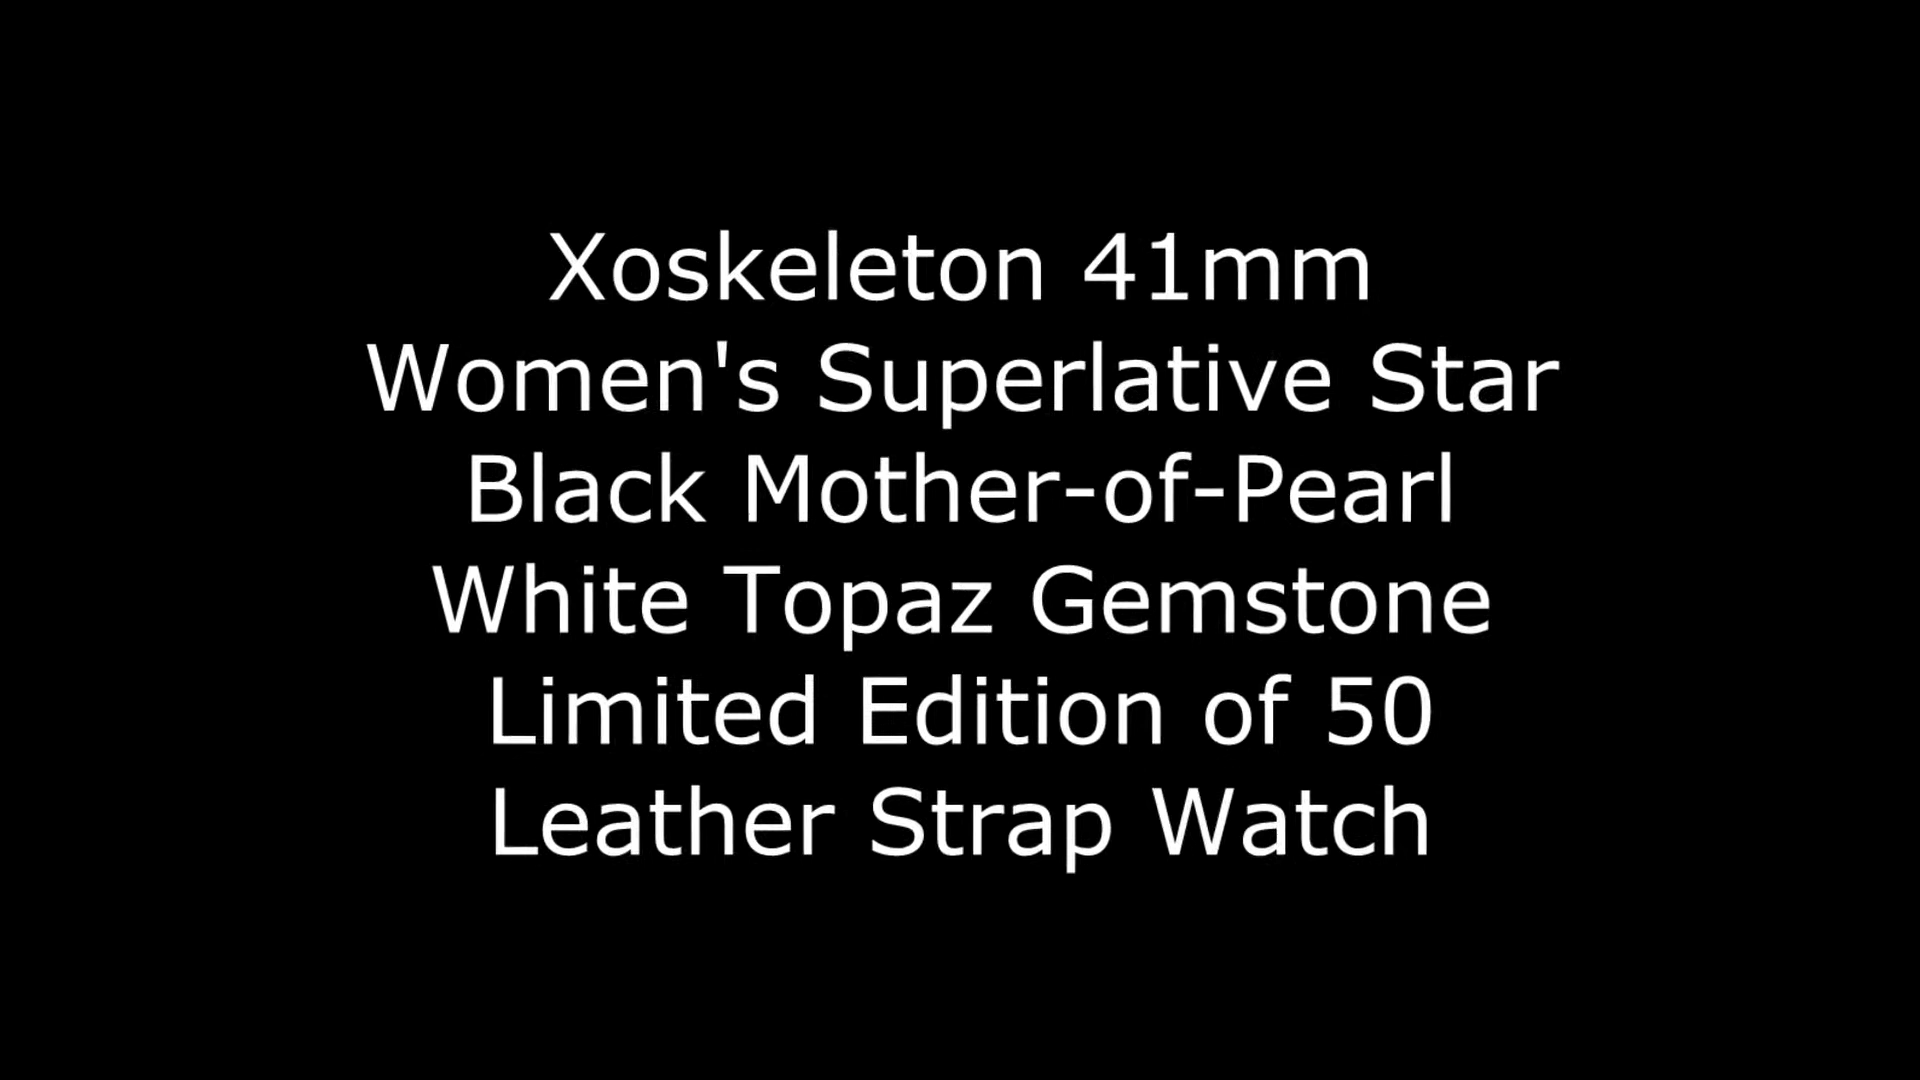 Xoskeleton 41mm
Women's Superlative Star
Black Mother-of-Pearl
White Topaz Gemstone
Limited Edition of 50
Leather Strap Watch